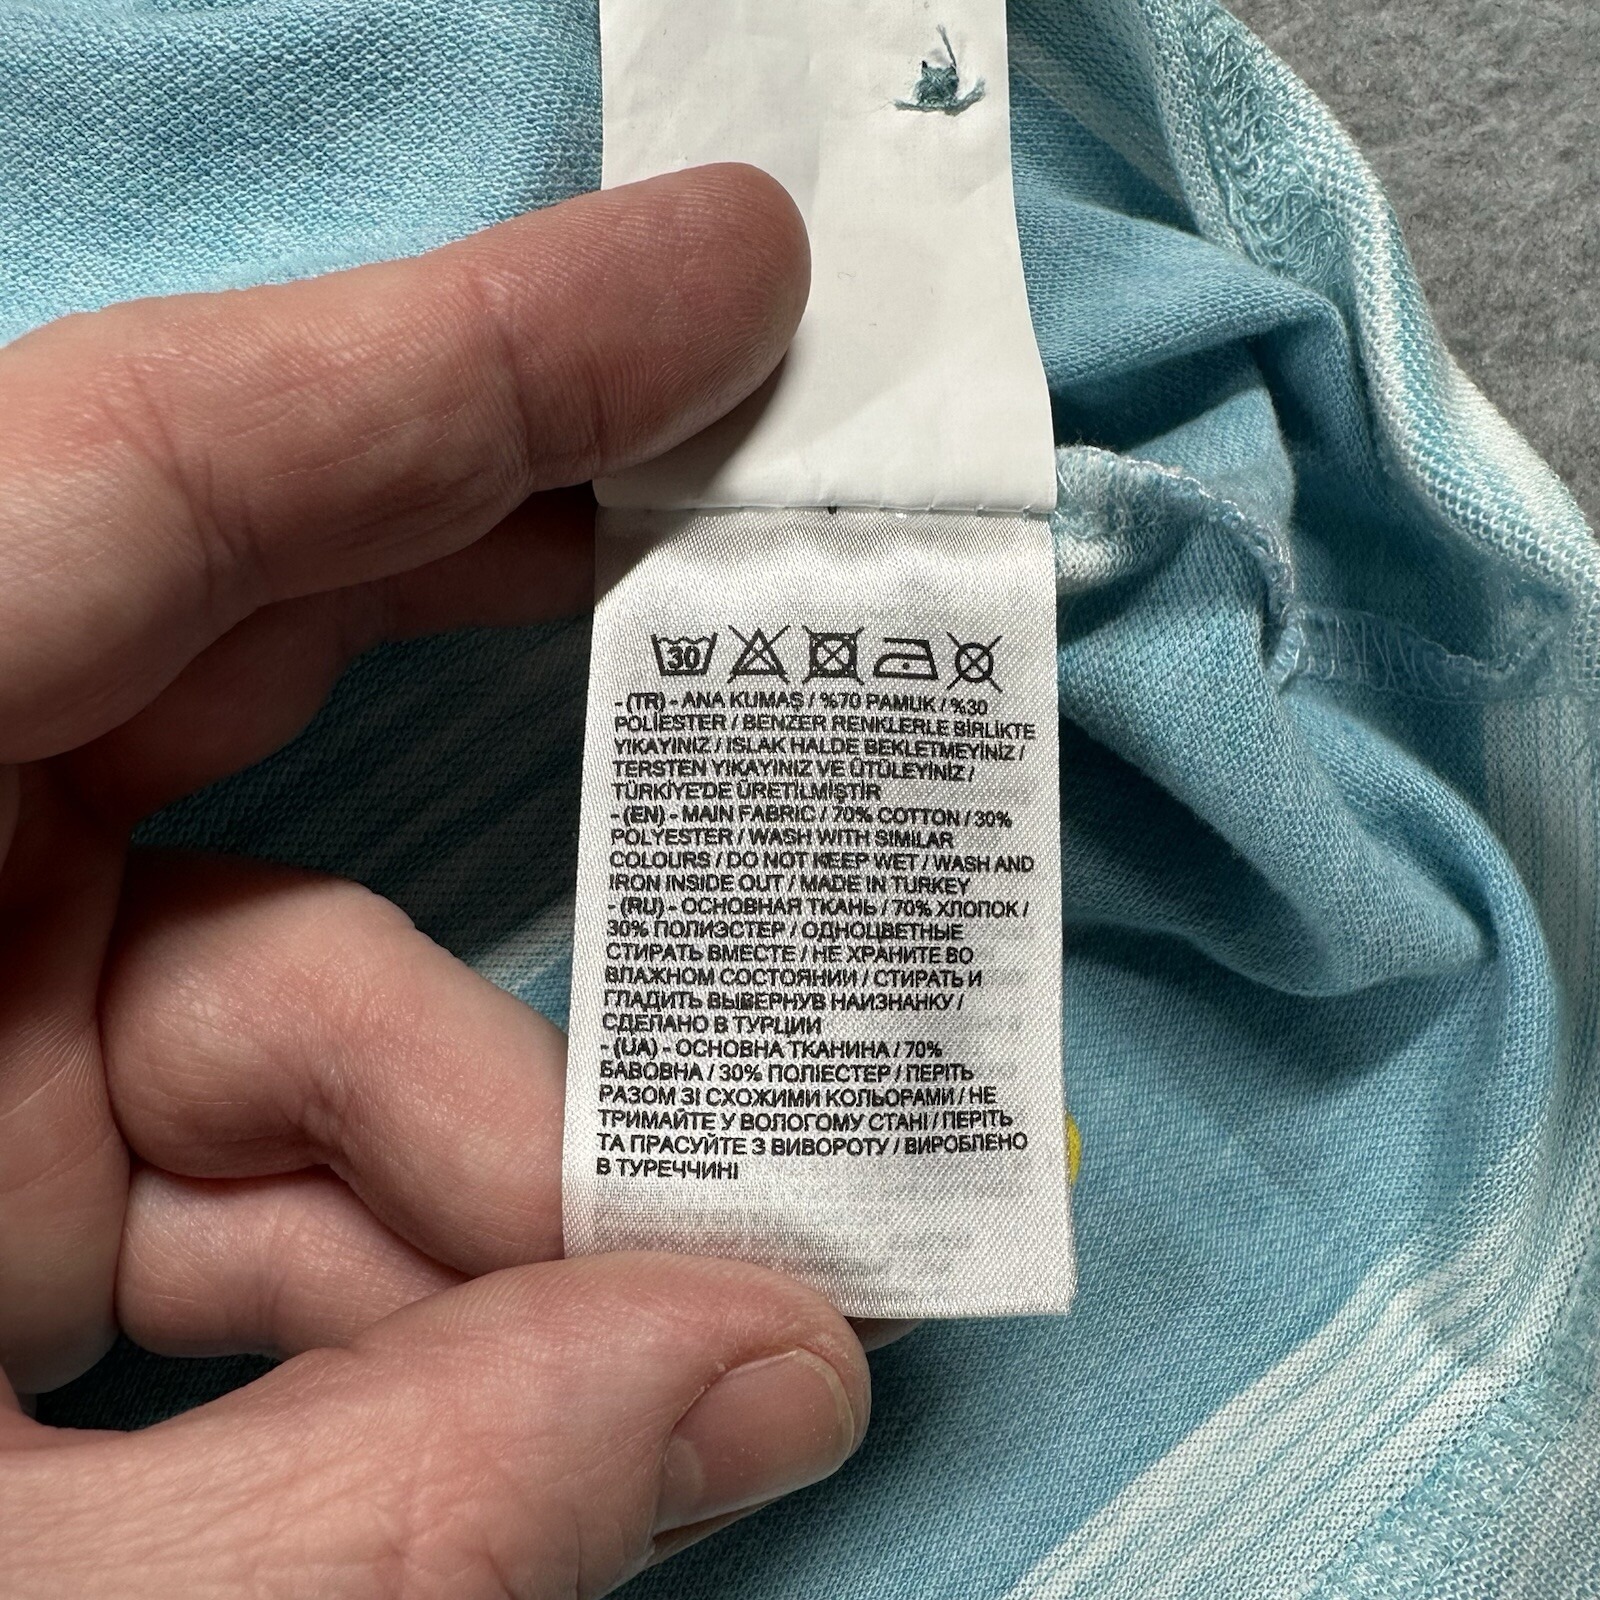 30
- (TR) - ANA KUMAŞ / %70 PAMUK / %30
POLİESTER / BENZER RENKLERLE BİRLİKTE
YIKAYINIZ / ISLAK HALDE BEKLETMEYİNİZ /
TERSTEN YIKAYINIZ VE ÜTÜLEYİNİZ /
TÜRKİYE'DE ÜRETİLMİŞTİR
- (EN) - MAIN FABRIC / 70% COTTON / 30%
POLYESTER / WASH WITH SIMILAR
COLOURS / DO NOT KEEP WET / WASH AND
IRON INSIDE OUT / MADE IN TURKEY
- (RU) - ОСНОВНАЯ ТКАНЬ / 70% ХЛОПОК /
30% ПОЛИЭСТЕР / ОДНОЦВЕТНЫЕ
СТИРАТЬ ВМЕСТЕ / НЕ ХРАНИТЕ ВО
ВЛАЖНОМ СОСТОЯНИИ / СТИРАТЬ И
ГЛАДИТЬ ВЫВЕРНУВ НАИЗНАНКУ /
СДЕЛАНО В ТУРЦИИ
- (UA) - ОСНОВНА ТКАНИНА / 70%
БАВОВНА / 30% ПОЛІЕСТЕР / ПЕРІТЬ
РАЗОМ ЗІ СХОЖИМИ КОЛЬОРАМИ / НЕ
ТРИМАЙТЕ У ВОЛОГОМУ СТАНІ / ПЕРІТЬ
ТА ПРАСУЙТЕ З ВИВОРОТУ / ВИРОБЛЕНО
В ТУРЕЧЧИНІ